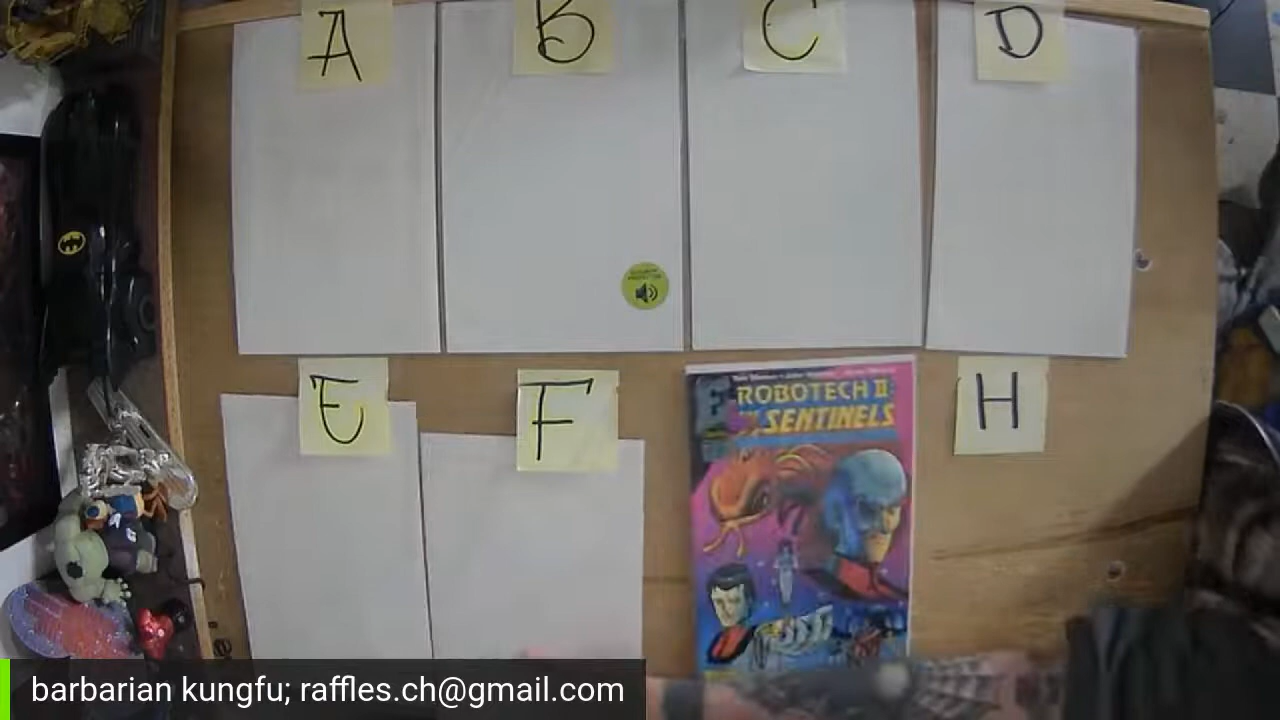 A
B
C
D
E
F
ROBOTECH II
SENTINELS
H
barbarian kungfu; raffles.ch@gmail.com